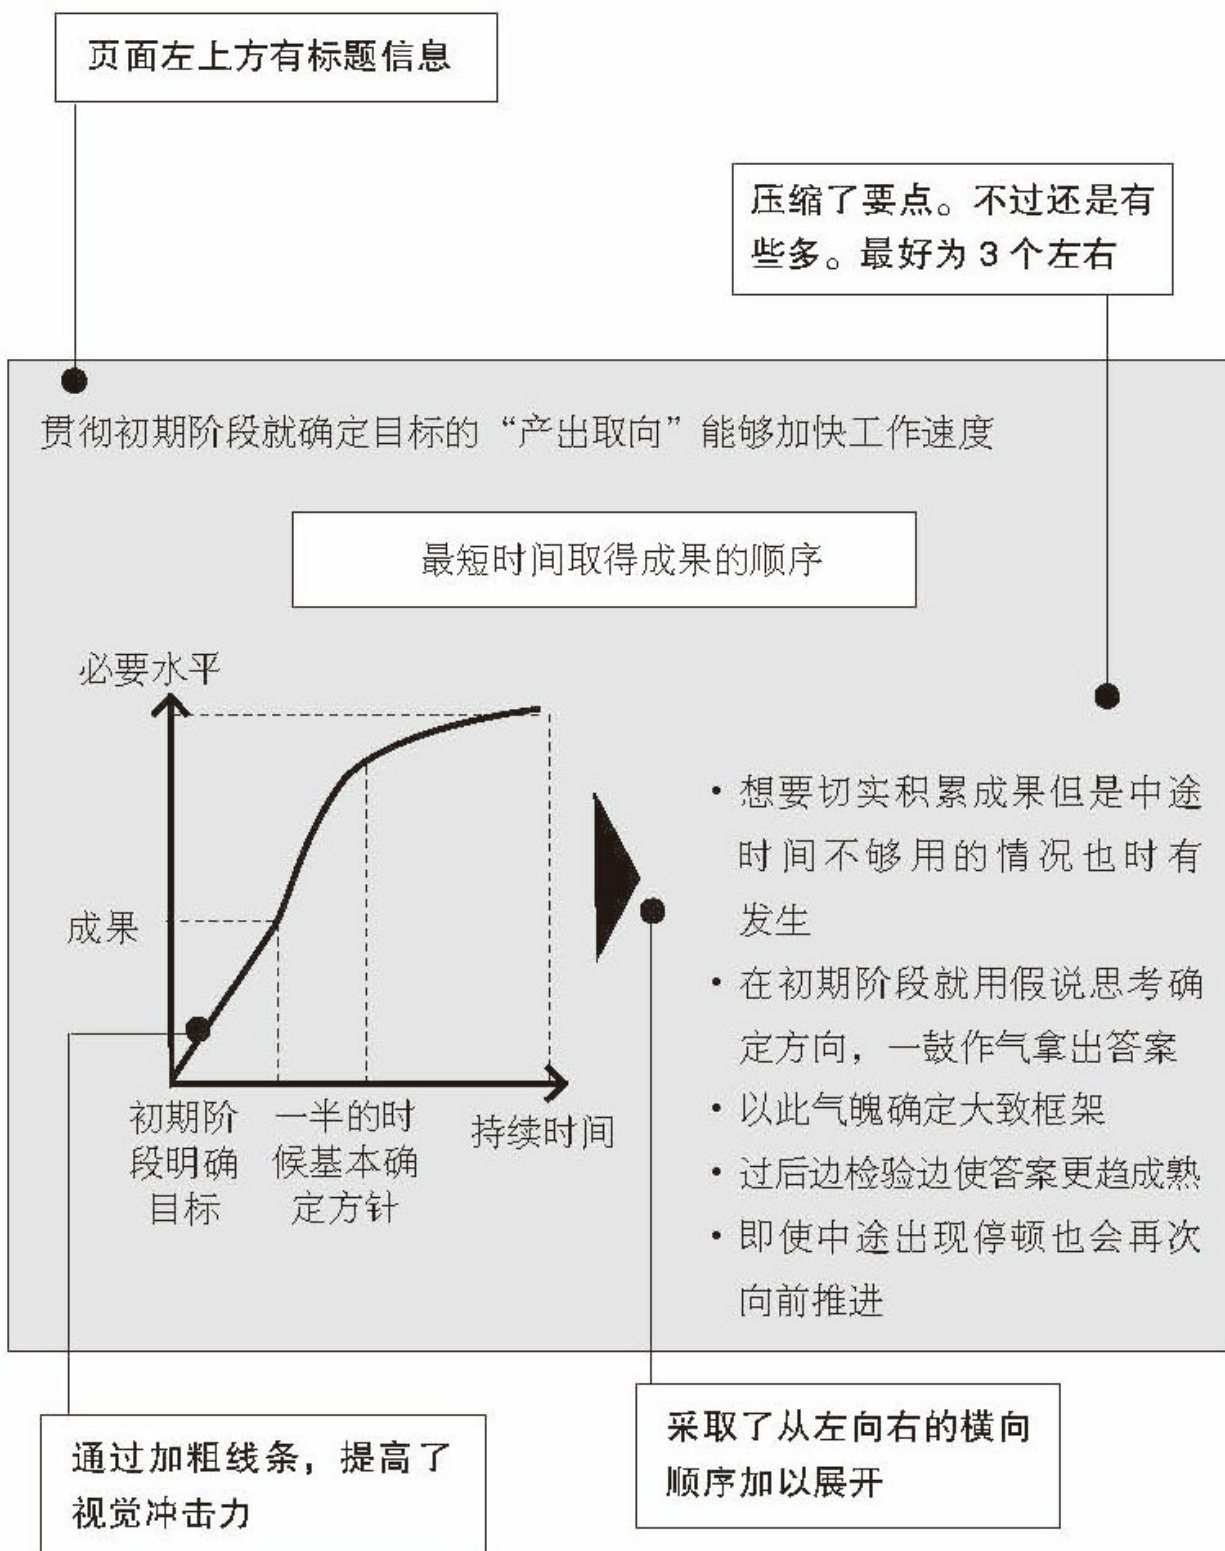 页面左上方有标题信息
压缩了要点。不过还是有
些多。最好为 3 个左右
贯彻初期阶段就确定目标的“产出取向”能够加快工作速度
最短时间取得成果的顺序
必要水平
成果
初期阶
段明确
目标
一半的时
候基本确
定方针
持续时间
• 想要切实积累成果但是中途
时间不够用的情况也时有
发生
• 在初期阶段就用假说思考确
定方向，一鼓作气拿出答案
• 以此气魄确定大致框架
• 过后边检验边使答案更趋成熟
• 即使中途出现停顿也会再次
向前推进
通过加粗线条，提高了
视觉冲击力
采取了从左向右的横向
顺序加以展开